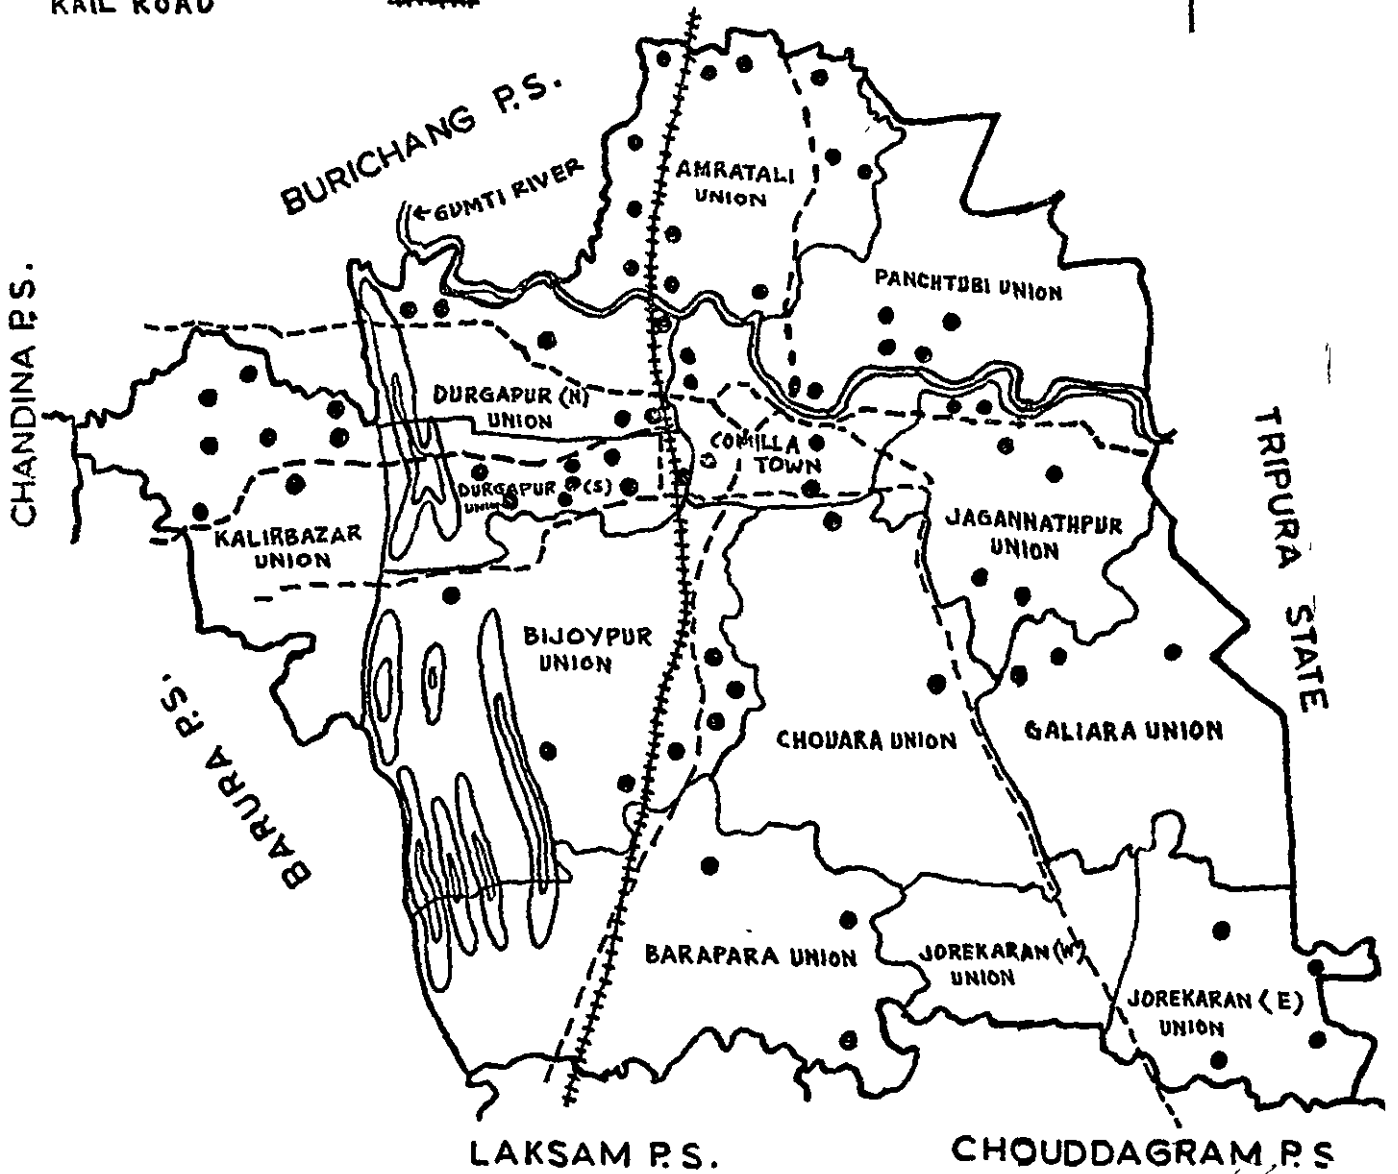 RAIL ROAD
BURICHANG P.S.
←GUMTI RIVER
AMRATALI
UNION
PANCHTUBI UNION
CHANDINA P.S.
DURGAPUR (N)
UNION
COMILLA
TOWN
TRIPURA STATE
DURGAPUR (S)
UNION
KALIRBAZAR
UNION
JAGANNATHPUR
UNION
BIJOYPUR
UNION
BARURA P.S.
CHOUARA UNION
GALIARA UNION
BARAPARA UNION
JOREKARAN (W)
UNION
JOREKARAN (E)
UNION
LAKSAM P.S.
CHOUDDAGRAM P.S